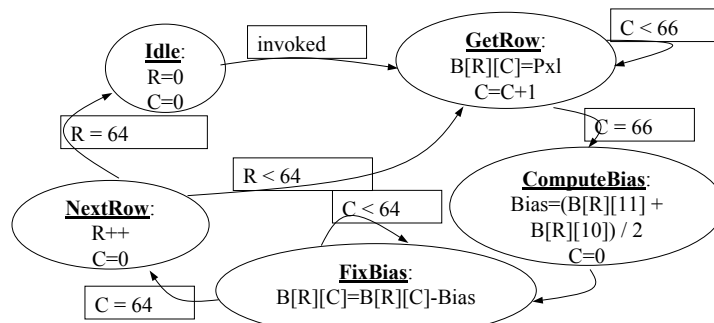 Idle:
R=0
C=0
invoked
GetRow:
B[R][C]=Pxl
C=C+1
C < 66
R = 64
C = 66
R < 64
ComputeBias:
Bias=(B[R][11] +
B[R][10]) / 2
C=0
NextRow:
R++
C=0
C < 64
FixBias:
B[R][C]=B[R][C]-Bias
C = 64